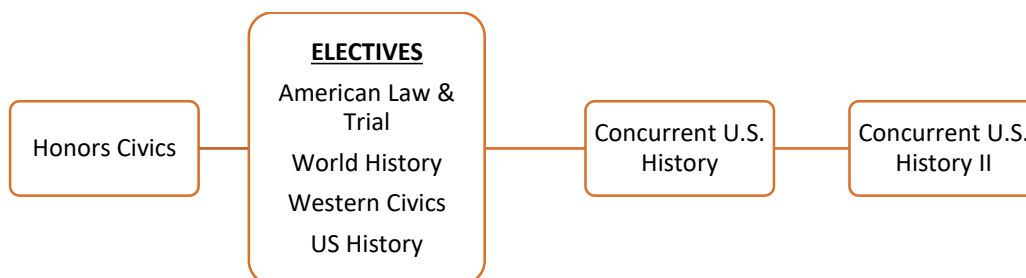 Honors Civics
ELECTIVES
American Law &
Trial
World History
Western Civics
US History
Concurrent U.S.
History
Concurrent U.S.
History II